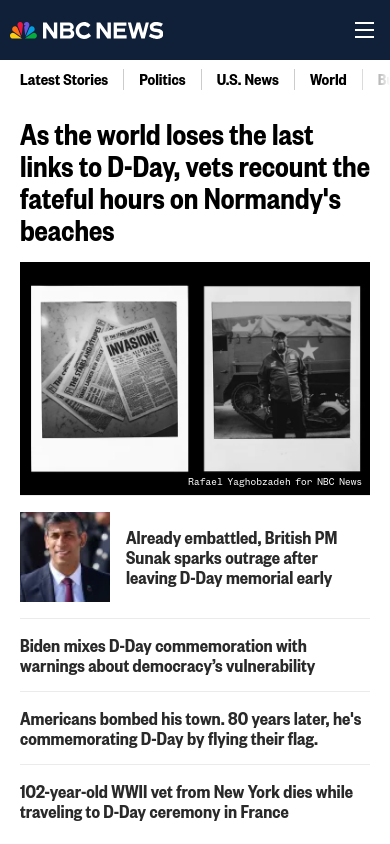 NBC NEWS
Latest Stories
Politics
U.S. News
World
As the world loses the last
links to D-Day, vets recount the
fateful hours on Normandy's
beaches
THE STARS AND STRIPES
INVASION!
Rafael Yaghobzadeh for NBC News
Already embattled, British PM
Sunak sparks outrage after
leaving D-Day memorial early
Biden mixes D-Day commemoration with
warnings about democracy’s vulnerability
Americans bombed his town. 80 years later, he's
commemorating D-Day by flying their flag.
102-year-old WWII vet from New York dies while
traveling to D-Day ceremony in France